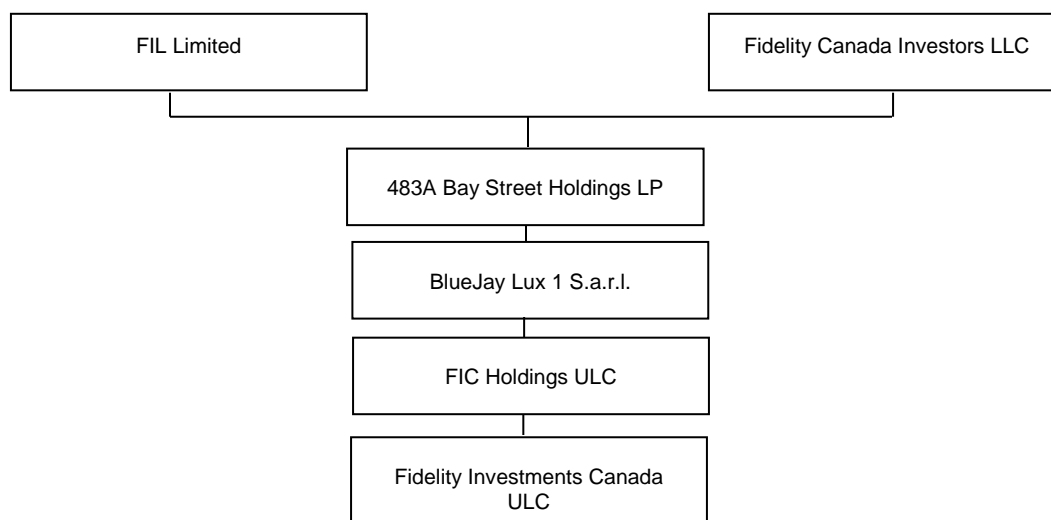 FIL Limited
Fidelity Canada Investors LLC
483A Bay Street Holdings LP
BlueJay Lux 1 S.a.r.l.
FIC Holdings ULC
Fidelity Investments Canada
ULC